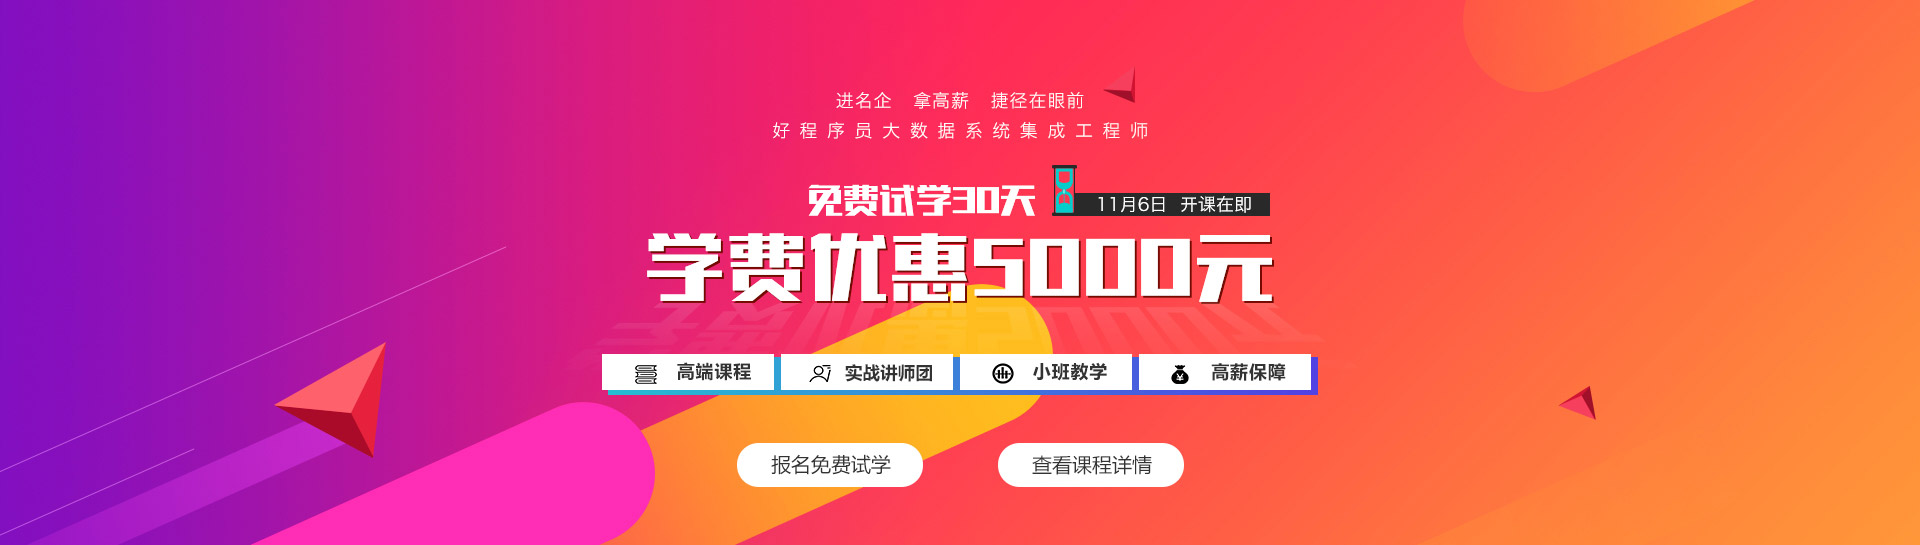 进名企 拿高薪 捷径在眼前
好程序员大数据系统集成工程师
免费试学30天
11月6日 开课在即
学费优惠5000元
高端课程 实战讲师团 小班教学 高薪保障
报名免费试学 查看课程详情